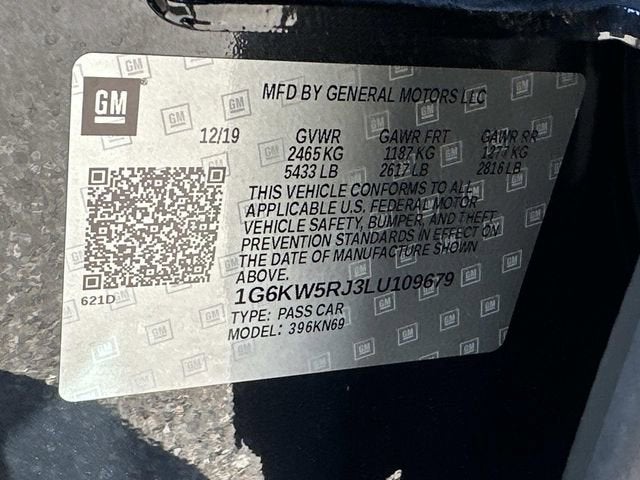 GM
MFD BY GENERAL MOTORS LLC
12/19 GVWR GAWR FRT GAWR RR
2465 KG 1187 KG 1277 KG
5433 LB 2617 LB 2816 LB
THIS VEHICLE CONFORMS TO ALL
APPLICABLE U.S. FEDERAL MOTOR
VEHICLE SAFETY, BUMPER, AND THEFT
PREVENTION STANDARDS IN EFFECT ON
THE DATE OF MANUFACTURE SHOWN
ABOVE.
621D
1G6KW5RJ3LU109679
TYPE: PASS CAR
MODEL: 396KN69